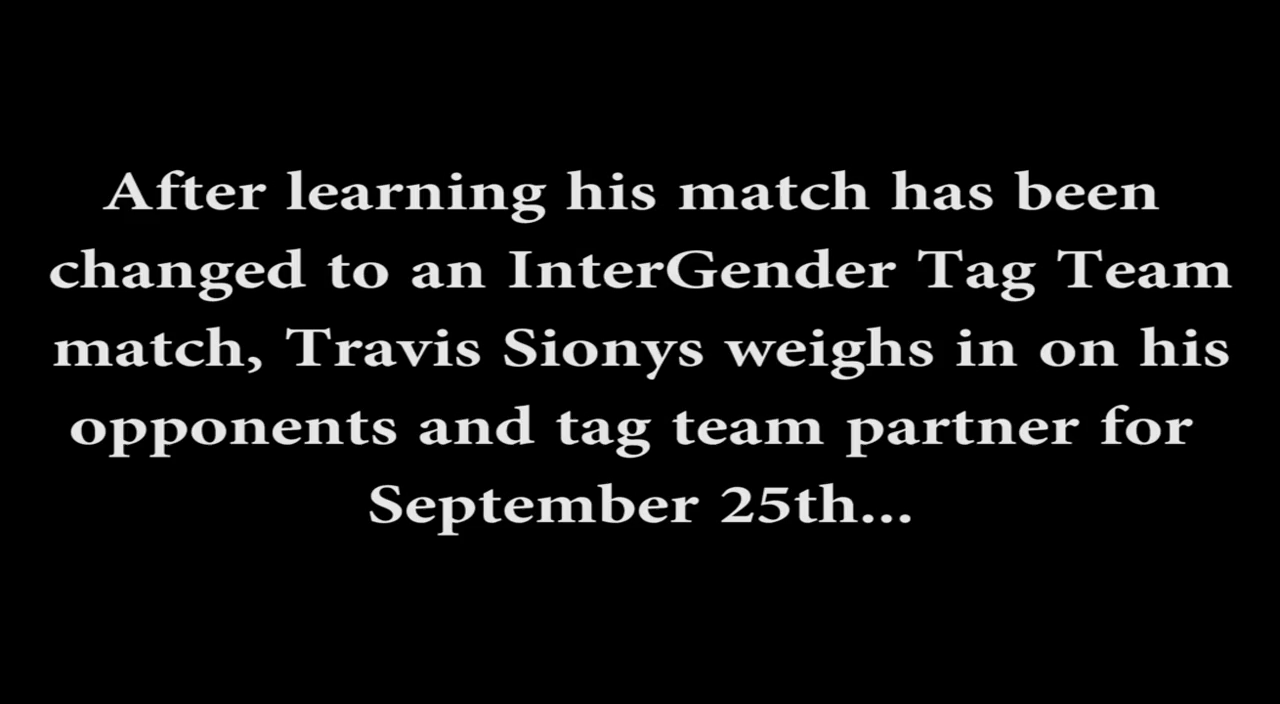 After learning his match has been
changed to an InterGender Tag Team
match, Travis Sionys weighs in on his
opponents and tag team partner for
September 25th...